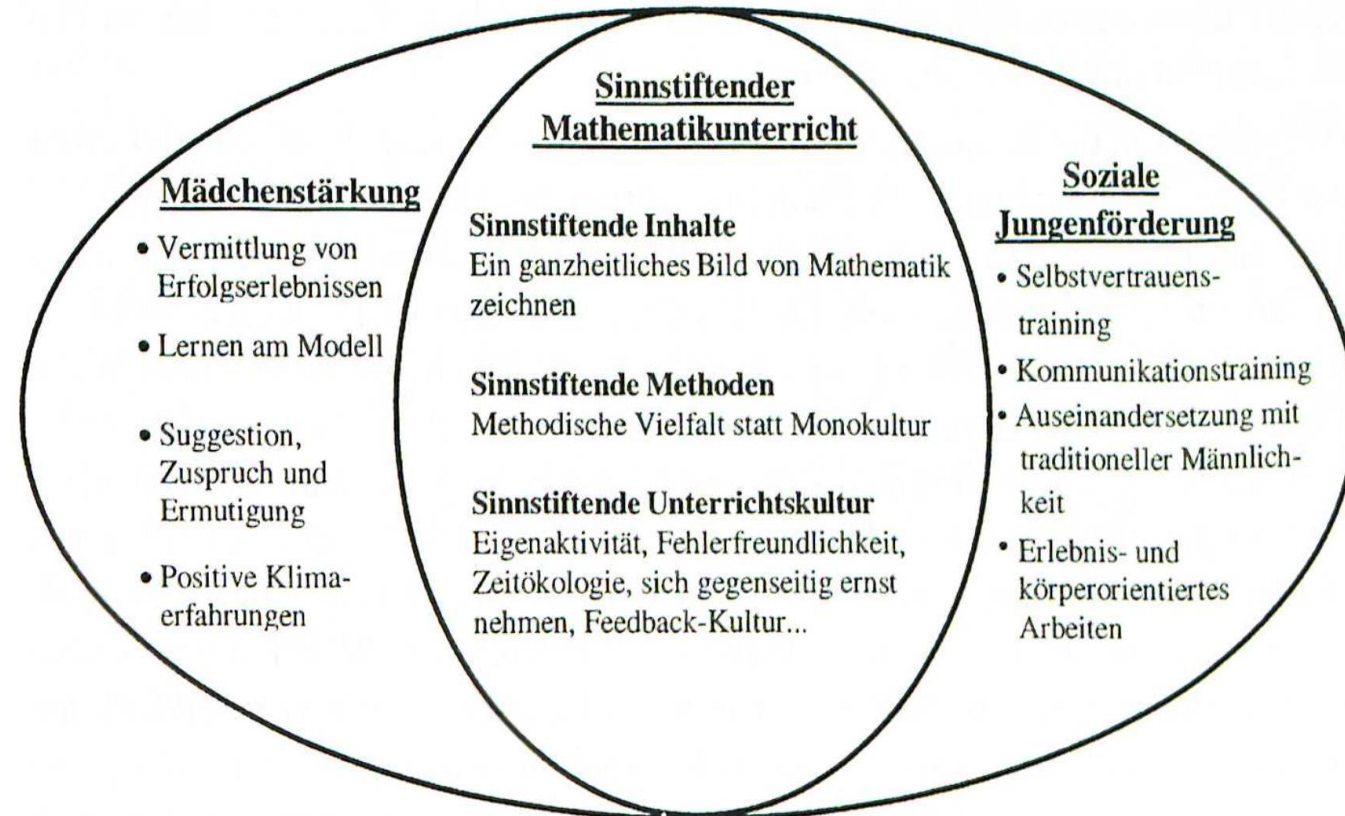 Sinnstiftender
Mathematikunterricht
Mädchenstärkung
• Vermittlung von
Erfolgserlebnissen
• Lernen am Modell
• Suggestion,
Zuspruch und
Ermutigung
• Positive Klima-
erfahrungen
Sinnstiftende Inhalte
Ein ganzheitliches Bild von Mathematik
zeichnen
Sinnstiftende Methoden
Methodische Vielfalt statt Monokultur
Sinnstiftende Unterrichtskultur
Eigenaktivität, Fehlerfreundlichkeit,
Zeitökologie, sich gegenseitig ernst
nehmen, Feedback-Kultur...
Soziale
Jungenförderung
• Selbstvertrauens-
training
• Kommunikationstraining
• Auseinandersetzung mit
traditioneller Männlich-
keit
• Erlebnis- und
körperorientiertes
Arbeiten